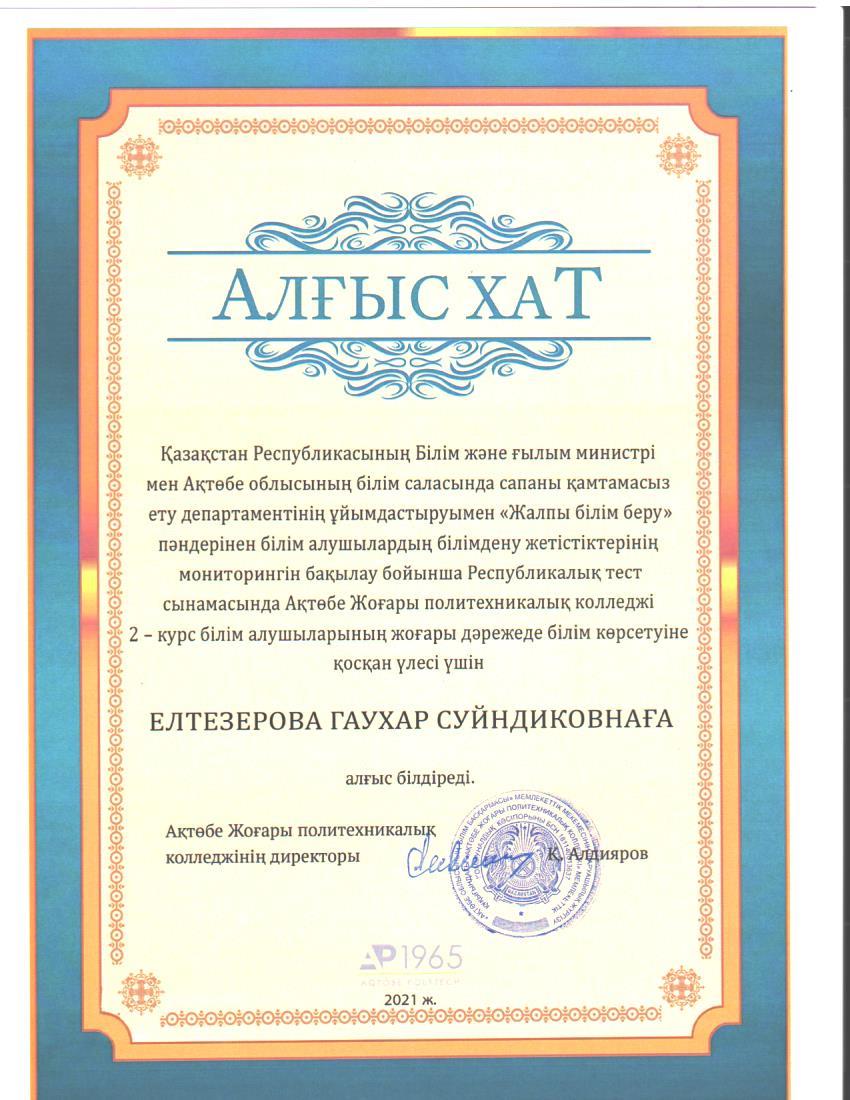 АЛҒЫС ХАТ
Қазақстан Республикасының Білім және ғылым министрі
мен Ақтөбе облысының білім саласында сапаны қамтамасыз
ету департаментінің ұйымдастыруымен «Жалпы білім беру»
пәндерінен білім алушылардың білімдену жетістіктерінің
мониторингін бақылау бойынша Республикалық тест
сынамасында Ақтөбе Жоғары политехникалық колледжі
2 – курс білім алушыларының жоғары дәрежеде білім көрсетуіне
қосқан үлесі үшін
ЕЛТЕЗЕРОВА ГАУХАР СУЙНДИКОВНАҒА
алғыс білдіреді.
Ақтөбе Жоғары политехникалық
колледжінің директоры
Қ. Алдияров
AP 1965
AQTOBE POLYTECH
2021 ж.